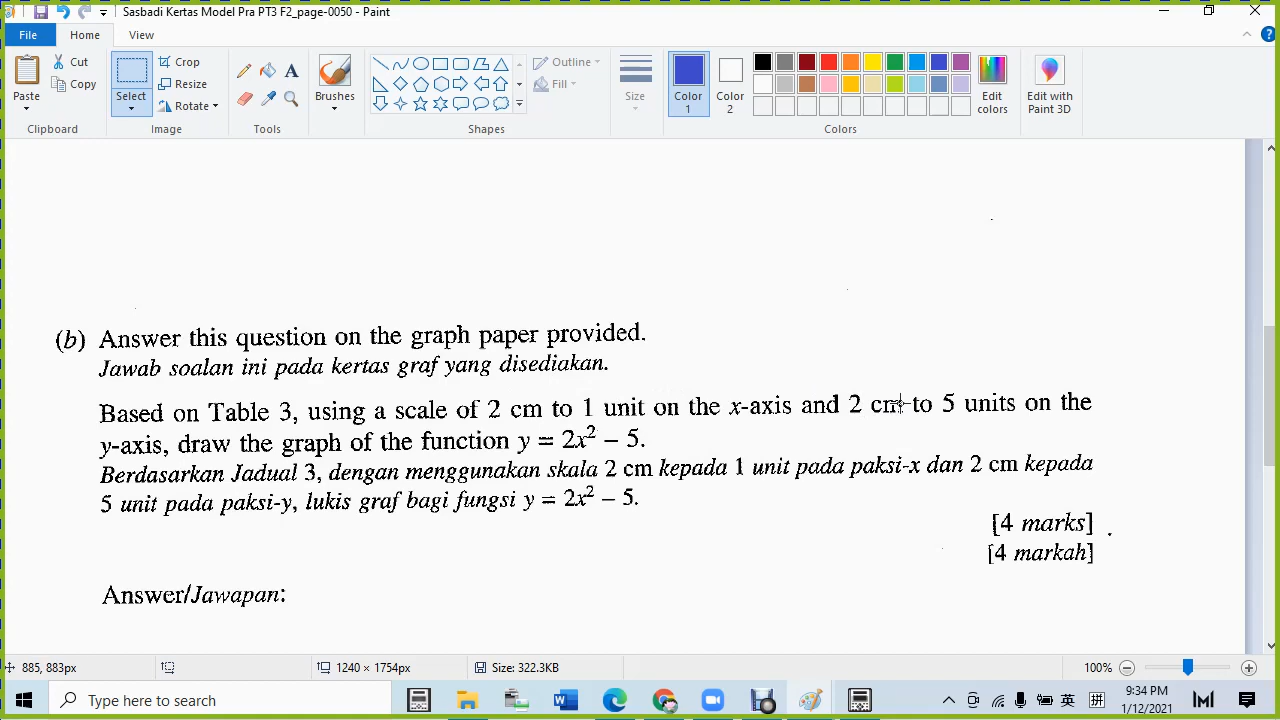 Sasbadi Kertas Model Pra PT3 F2_page-0050 - Paint
File Home View
Paste
Cut
Copy
Clipboard
Select
Crop
Resize
Rotate
Image
Tools
Brushes
Shapes
Outline
Fill
Size
Color 1
Color 2
Colors
Edit colors
Edit with Paint 3D
(b) Answer this question on the graph paper provided.
Jawab soalan ini pada kertas graf yang disediakan.
Based on Table 3, using a scale of 2 cm to 1 unit on the x-axis and 2 cm to 5 units on the
y-axis, draw the graph of the function y = 2x² – 5.
Berdasarkan Jadual 3, dengan menggunakan skala 2 cm kepada 1 unit pada paksi-x dan 2 cm kepada
5 unit pada paksi-y, lukis graf bagi fungsi y = 2x² – 5.
[4 marks]
[4 markah]
Answer/Jawapan:
885, 883px
1240 × 1754px
Size: 322.3KB
100%
Type here to search
英
拼
9:34 PM
1/12/2021